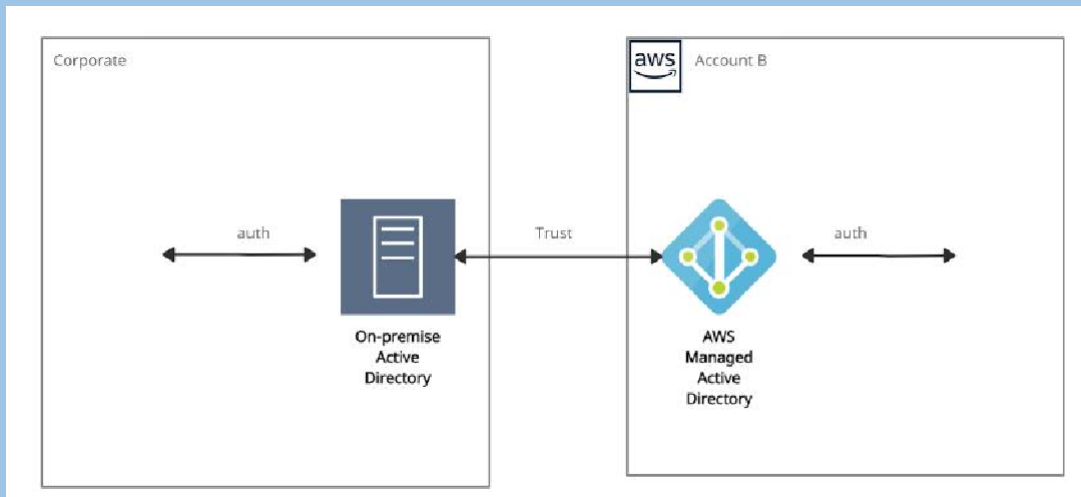 Corporate
aws
Account B
auth
Trust
auth
On-premise
Active
Directory
AWS
Managed
Active
Directory